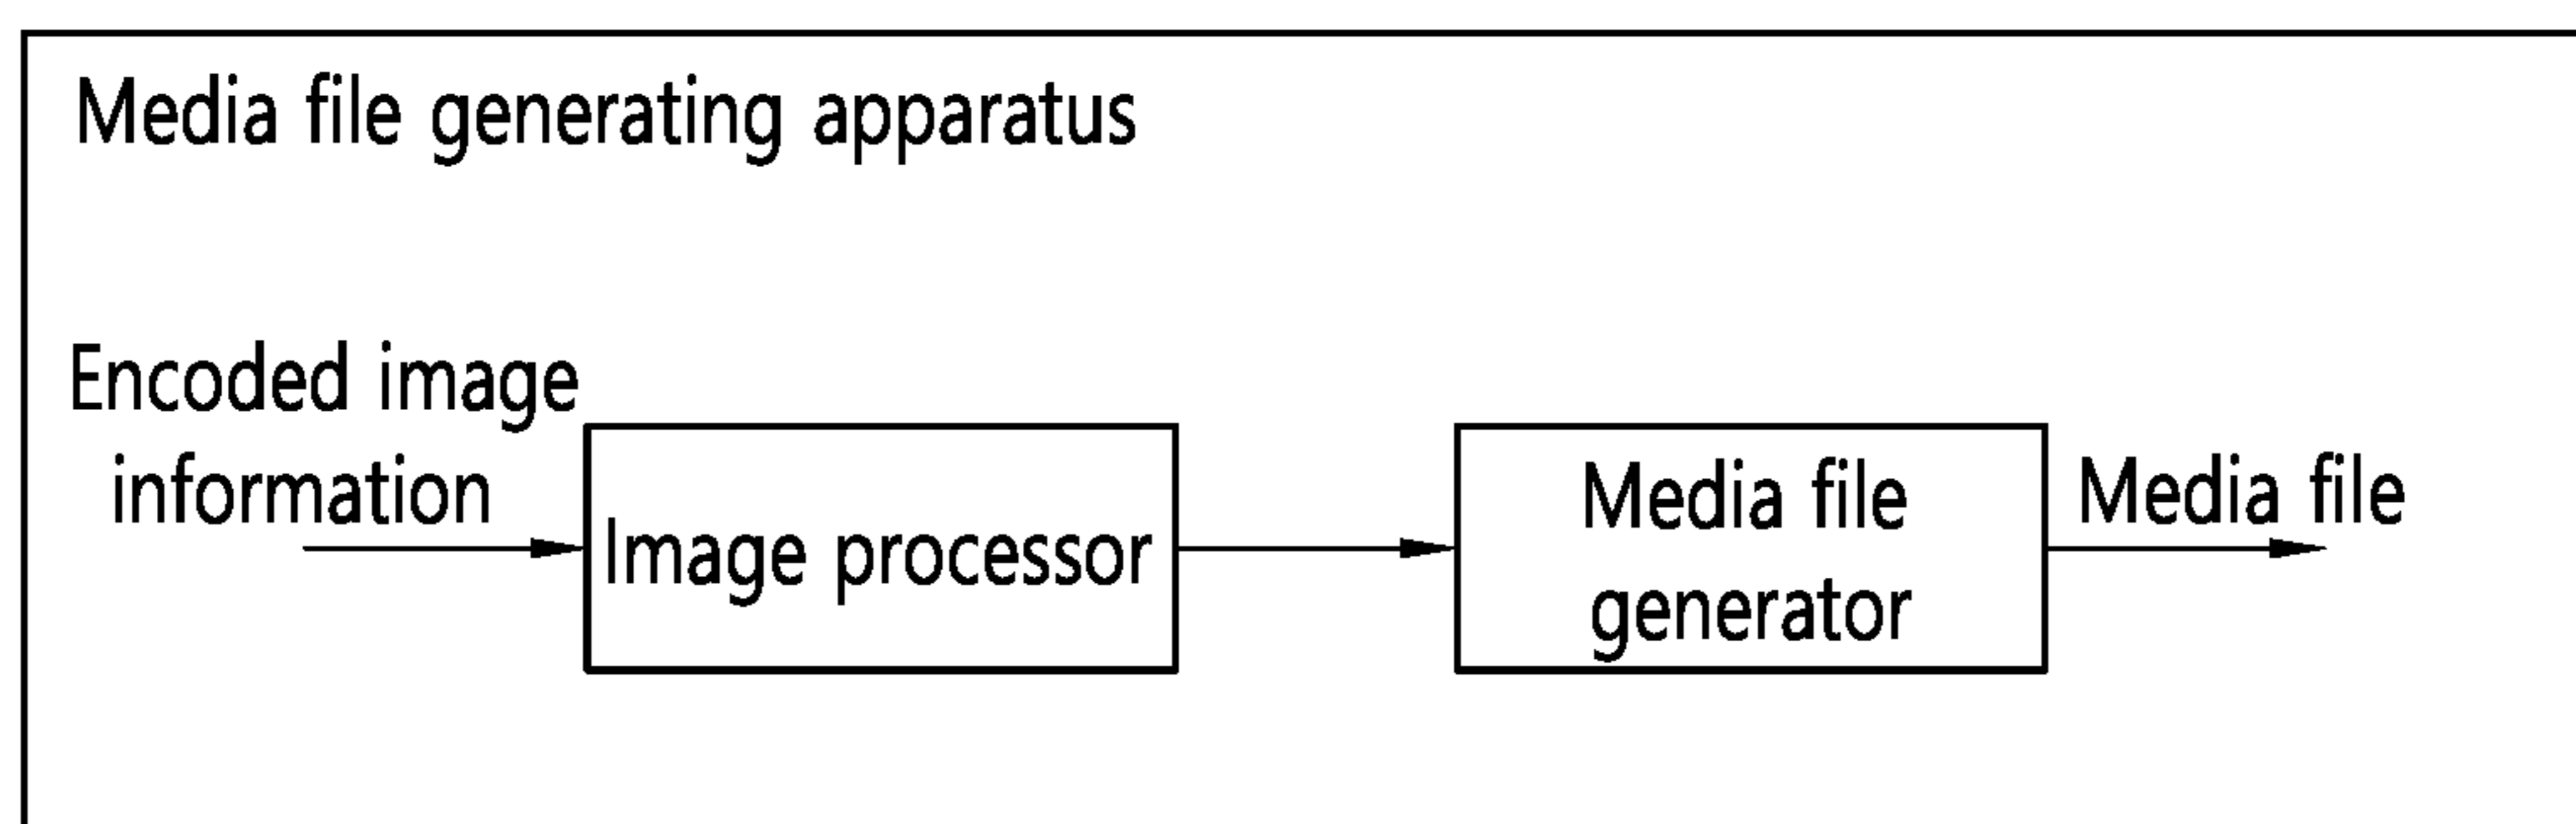 Media file generating apparatus
Encoded image
information
Image processor
Media file
generator
Media file